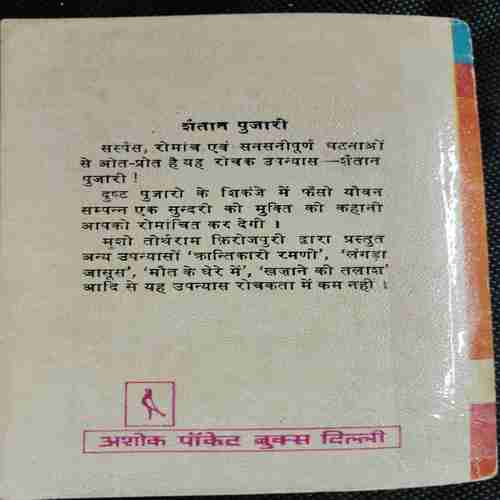 शैतान पुजारी
सस्पेंस, रोमांच एवं सनसनीपूर्ण घटनाओं
से ओत-प्रोत है यह रोचक उपन्यास—शैतान
पुजारी !
दुष्ट पुजारी के शिकंजे में फँसी यौवन
सम्पन्न एक सुन्दरी की मुक्ति की कहानी
आपको रोमांचित कर देगी ।
मुंशी तीर्थराम फ़िरोजपुरी द्वारा प्रस्तुत
अन्य उपन्यासों ‘क्रान्तिकारी रमणी’, ‘लंगड़ा
जासूस’, ‘मौत के घेरे में’, ‘खज़ाने की तलाश’
आदि से यह उपन्यास रोचकता में कम नहीं ।
अशोक पॉकेट बुक्स दिल्ली